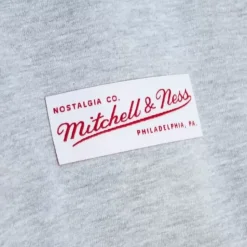 NOSTALGIA CO.
Mitchell & Ness
PHILADELPHIA, PA.